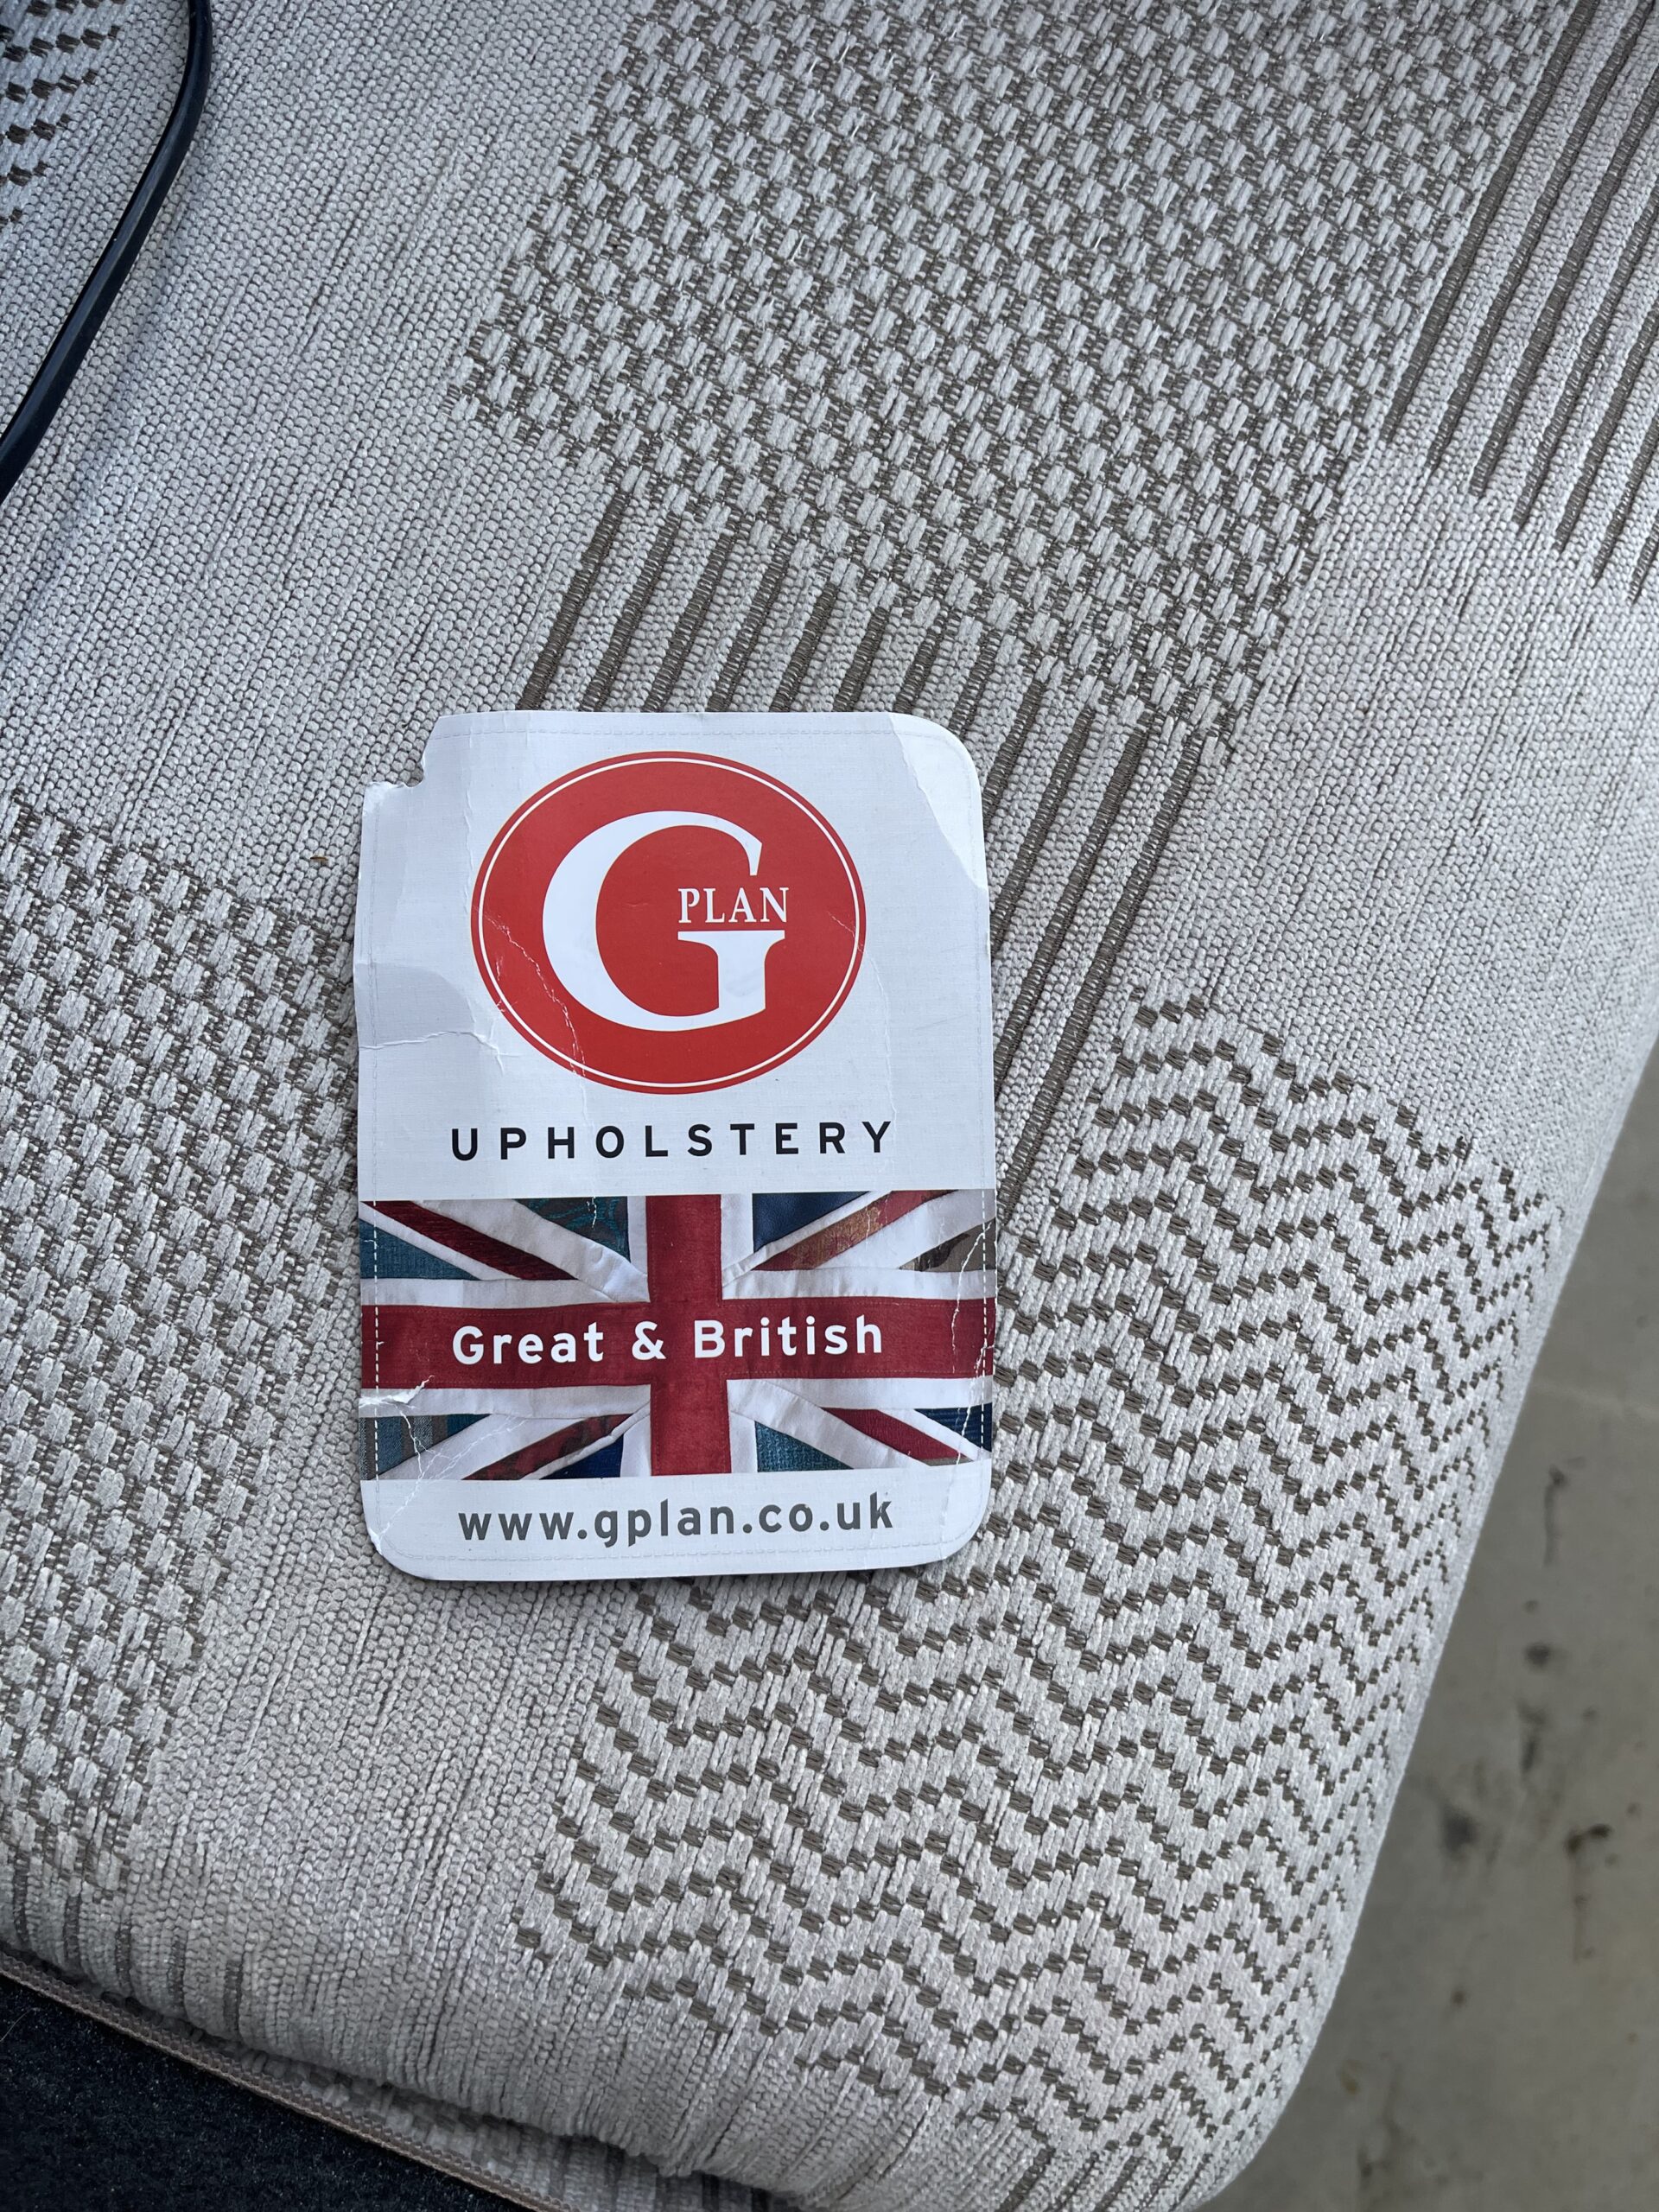 G
PLAN
UPHOLSTERY
Great & British
www.gplan.co.uk